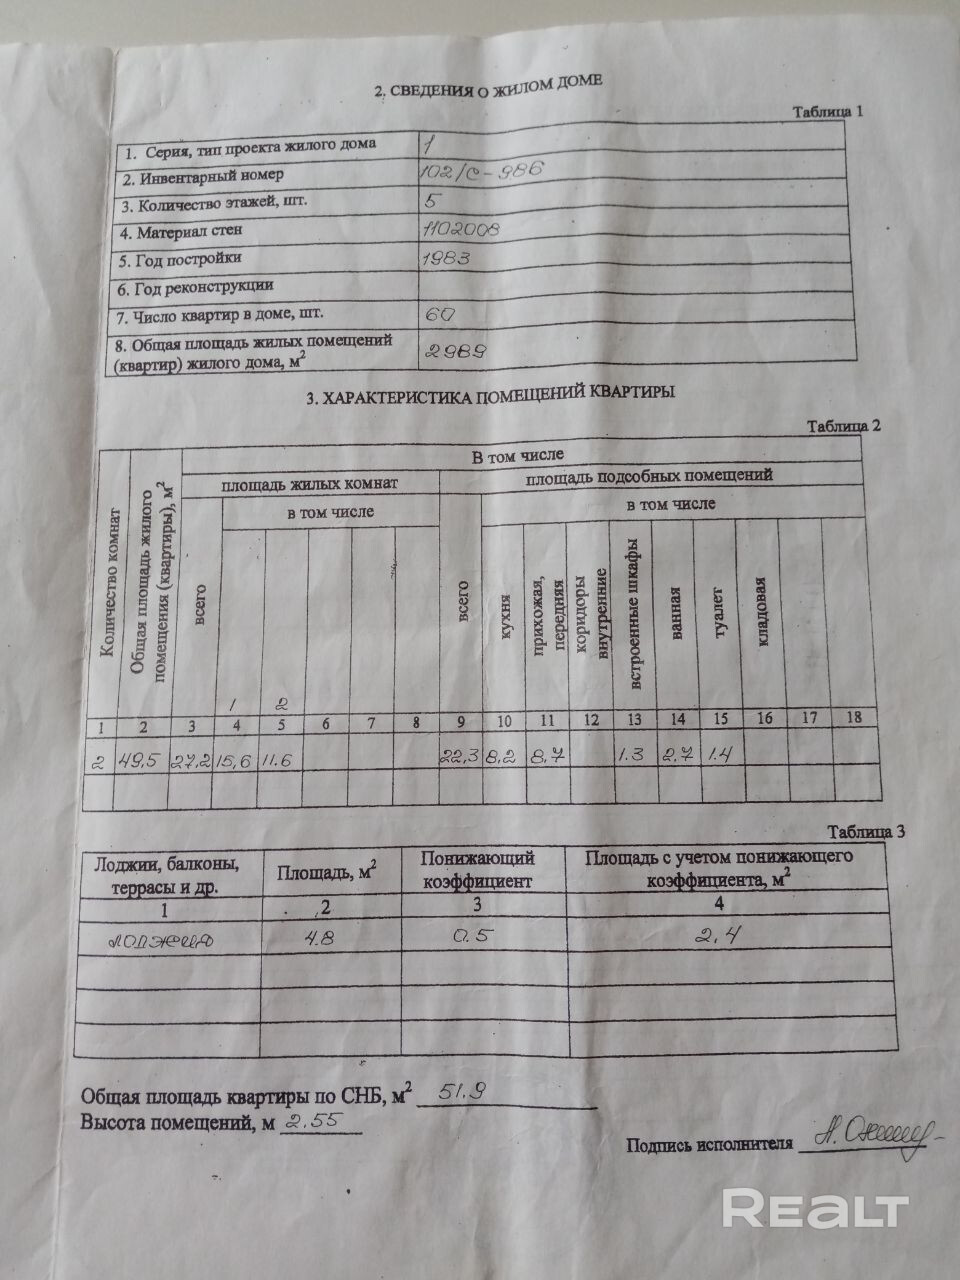 2. СВЕДЕНИЯ О ЖИЛОМ ДОМЕ
Таблица 1
1. Серия, тип проекта жилого дома 1
2. Инвентарный номер 102/С-986
3. Количество этажей, шт. 5
4. Материал стен 1102008
5. Год постройки 1983
6. Год реконструкции
7. Число квартир в доме, шт. 60
8. Общая площадь жилых помещений
(квартир) жилого дома, м2 2989
3. ХАРАКТЕРИСТИКА ПОМЕЩЕНИЙ КВАРТИРЫ
Таблица 2
В том числе
площадь жилых комнат площадь подсобных помещений
в том числе в том числе
Количество комнат
Общая площадь жилого
помещения (квартиры), м2
всего
1 2
всего
кухня
прихожая,
передняя
коридоры
внутренние
встроенные шкафы
ванная
туалет
кладовая
1 2 3 4 5 6 7 8 9 10 11 12 13 14 15 16 17 18
2 49,5 27,2 15,6 11.6 22,3 8,2 8,7 1.3 2,7 1.4
Таблица 3
Лоджии, балконы,
террасы и др.
Площадь, м2
Понижающий
коэффициент
Площадь с учетом понижающего
коэффициента, м2
1 2 3 4
лоджия 4.8 0.5 2,4
Общая площадь квартиры по СНБ, м2 51.9
Высота помещений, м 2.55
Подпись исполнителя
REALT